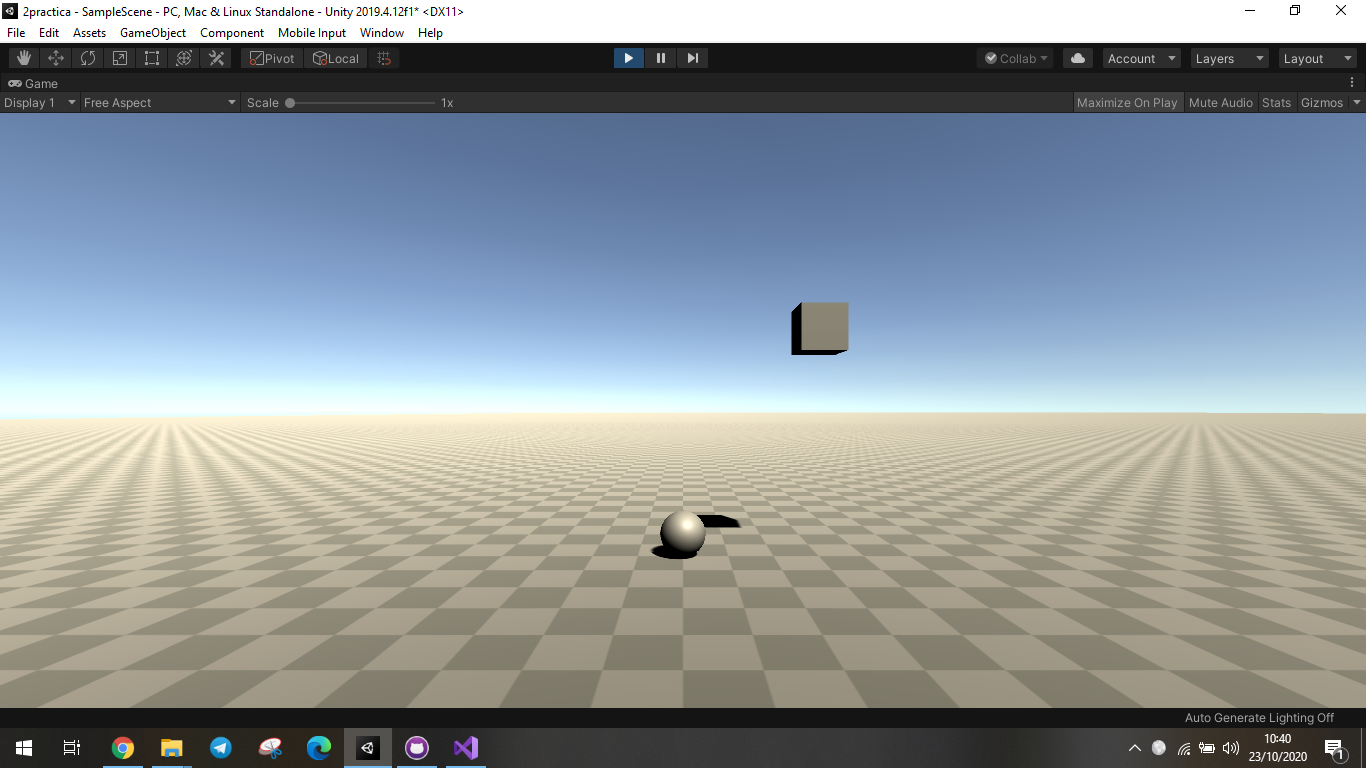 2practica - SampleScene - PC, Mac & Linux Standalone - Unity 2019.4.12f1* <DX11>
File Edit Assets GameObject Component Mobile Input Window Help
Pivot Local Collab Account Layers Layout
Game
Display 1 Free Aspect Scale 1x Maximize On Play Mute Audio Stats Gizmos
Auto Generate Lighting Off
10:40
23/10/2020
1